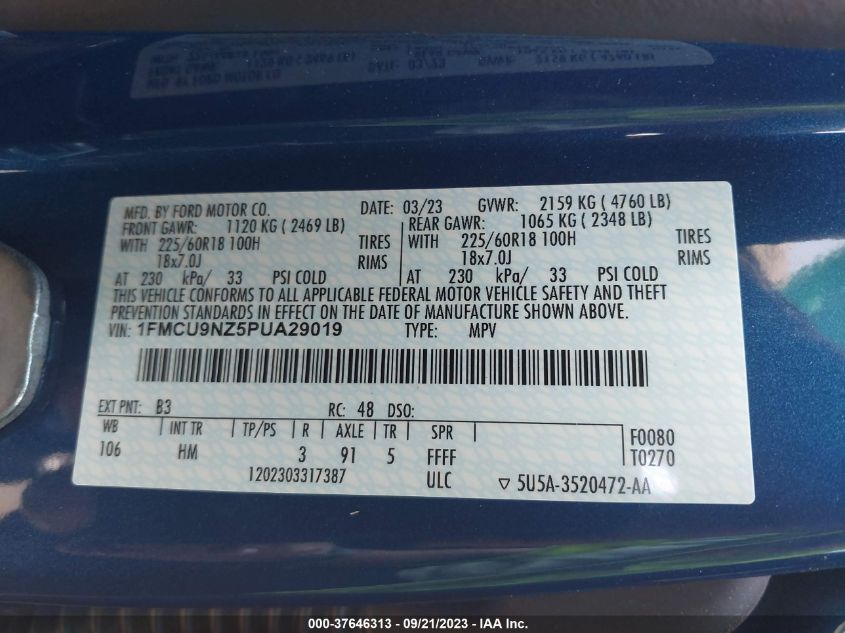 MFD. BY FORD MOTOR CO. DATE: 03/23 GVWR: 2159 KG ( 4760 LB)
FRONT GAWR: 1120 KG ( 2469 LB) REAR GAWR: 1065 KG ( 2348 LB)
WITH 225/60R18 100H TIRES WITH 225/60R18 100H TIRES
18x7.0J RIMS 18x7.0J RIMS
AT 230 kPa/ 33 PSI COLD AT 230 kPa/ 33 PSI COLD
THIS VEHICLE CONFORMS TO ALL APPLICABLE FEDERAL MOTOR VEHICLE SAFETY AND THEFT
PREVENTION STANDARDS IN EFFECT ON THE DATE OF MANUFACTURE SHOWN ABOVE.
VIN: 1FMCU9NZ5PUA29019 TYPE: MPV
EXT PNT: B3 RC: 48 DSO:
WB INT TR TP/PS R AXLE TR SPR F0080
106 HM 3 91 5 FFFF T0270
1202303317387 ULC ▽ 5U5A-3520472-AA
000-37646313 - 09/21/2023 - IAA Inc.